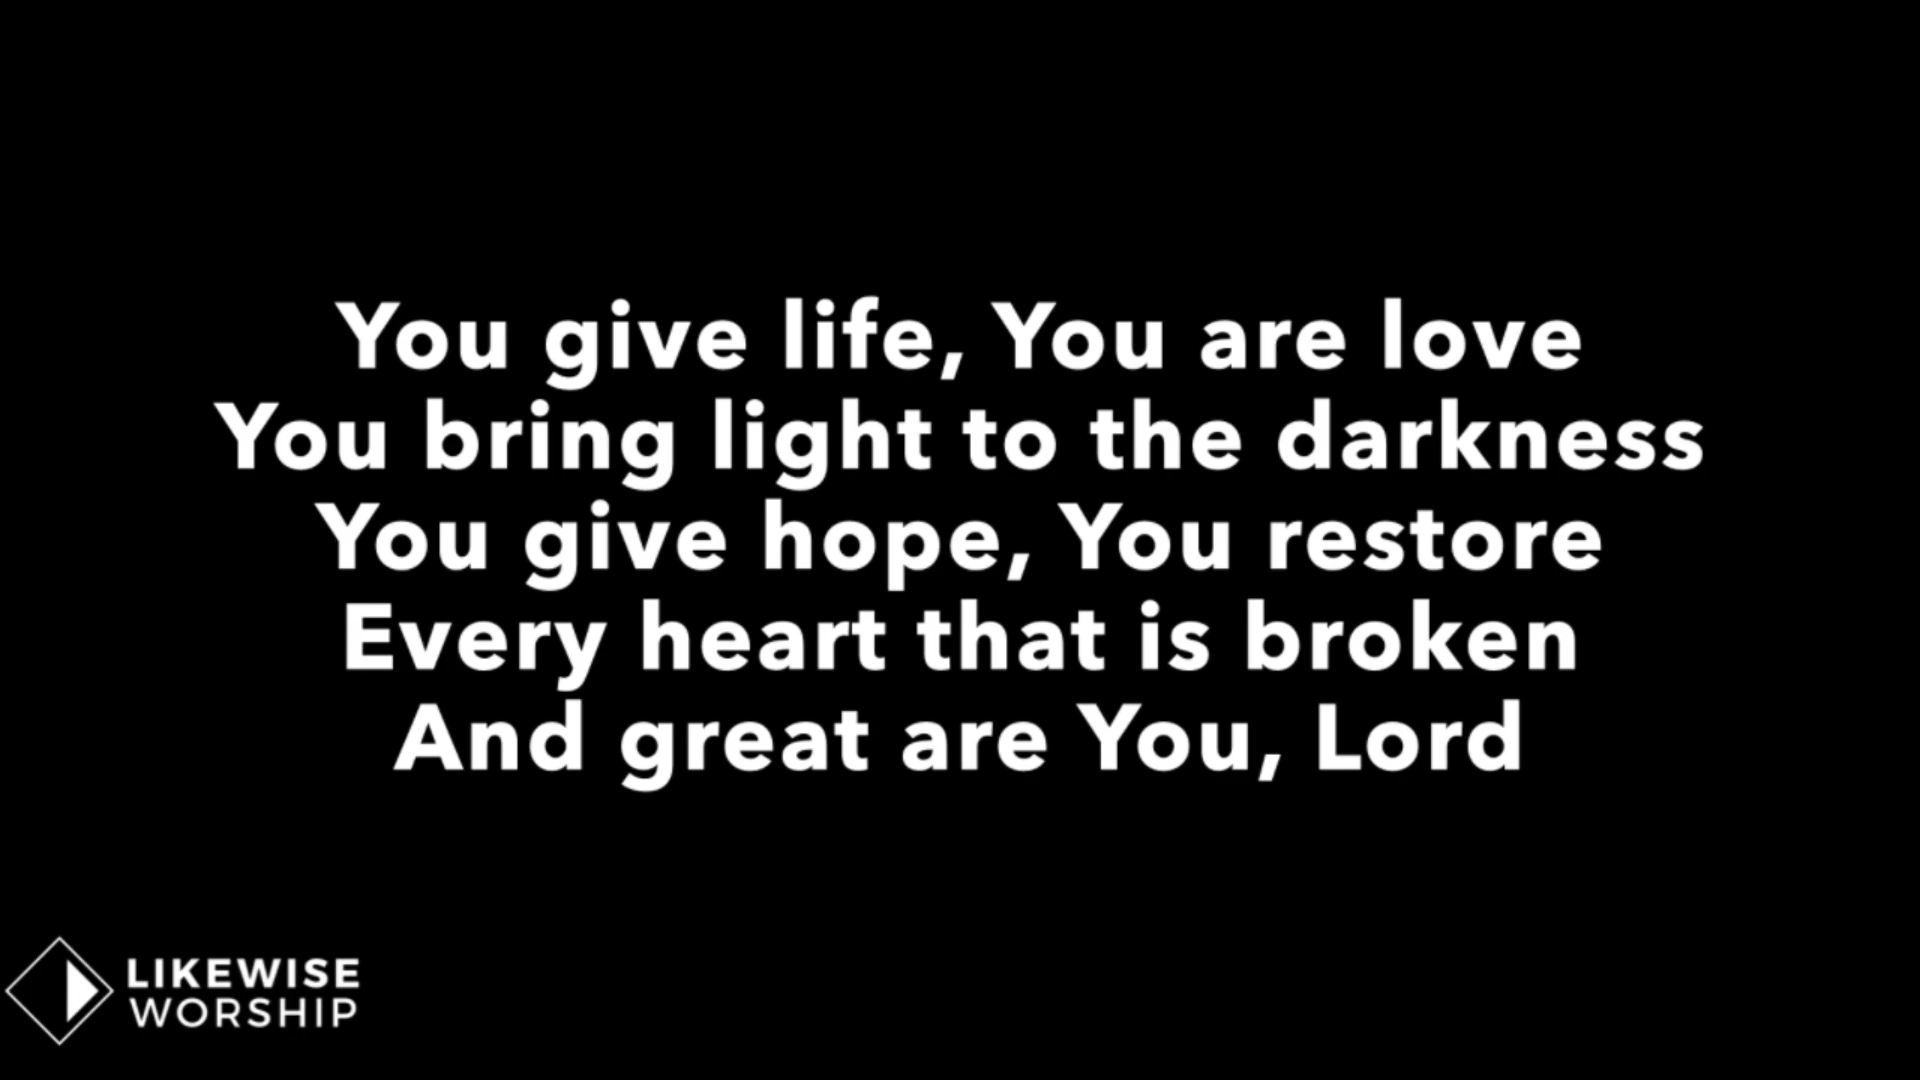 You give life, You are love
You bring light to the darkness
You give hope, You restore
Every heart that is broken
And great are You, Lord
LIKEWISE
WORSHIP